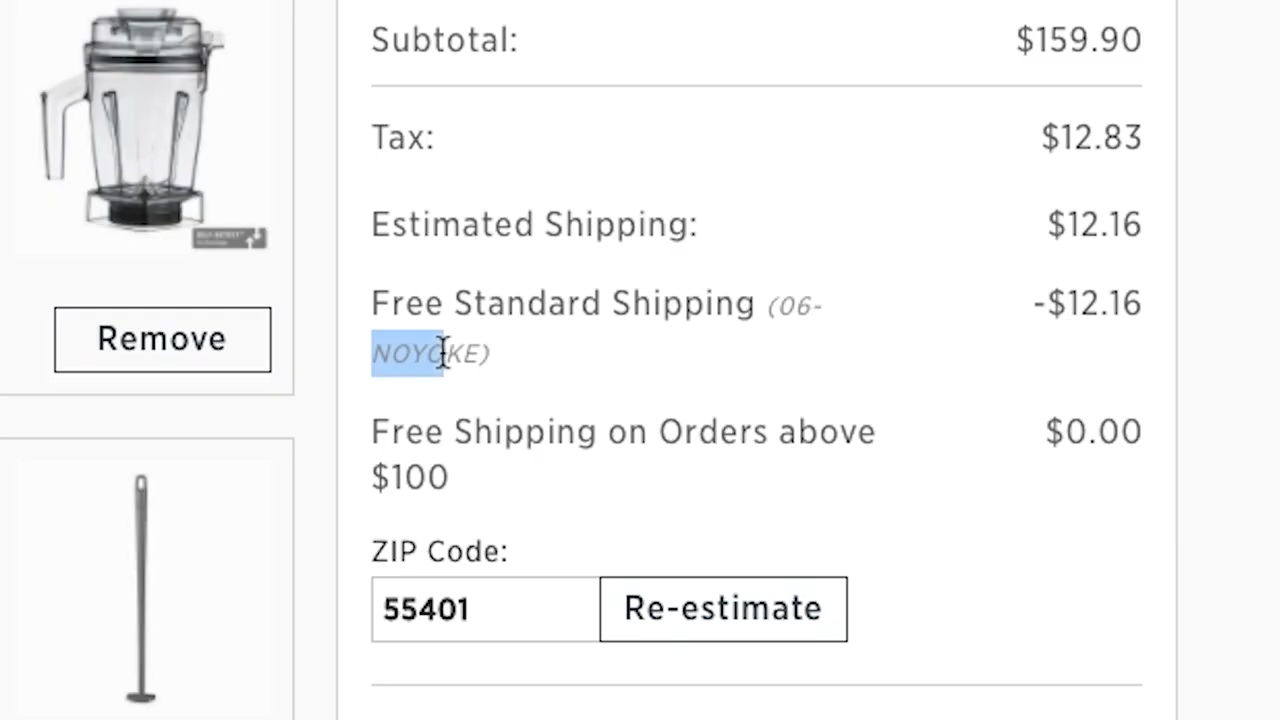 Subtotal: $159.90
Tax: $12.83
Estimated Shipping: $12.16
Free Standard Shipping (06- -$12.16
NOYOKE)
Free Shipping on Orders above $0.00
$100
ZIP Code:
55401 Re-estimate
Remove